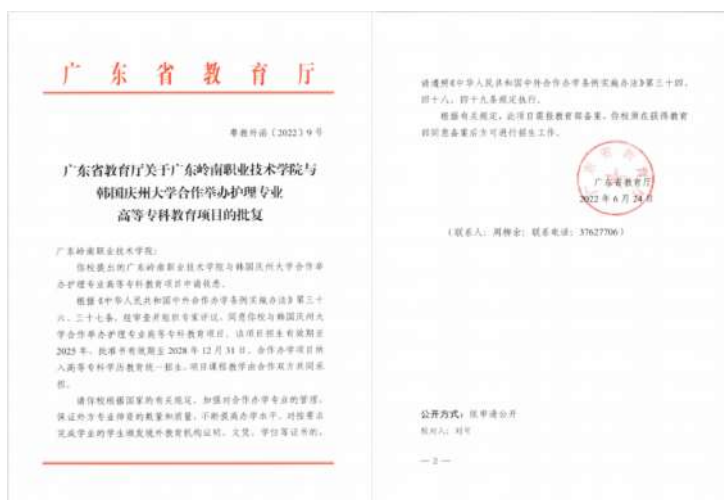 广东省教育厅
粤教外函〔2022〕9号
广东省教育厅关于广东岭南职业技术学院与
韩国庆州大学合作举办护理专业
高等专科教育项目的批复
广东岭南职业技术学院:
你校提出的广东岭南职业技术学院与韩国庆州大学合作举
办护理专业高等专科教育项目申请收悉。
根据《中华人民共和国中外合作办学条例实施办法》第三十
六、三十七条,经审查并组织专家评议,同意你校与韩国庆州大
学合作举办护理专业高等专科教育项目。该项目招生有效期至
2025年,批准书有效期至2028年12月31日。合作办学项目纳
入高等专科学历教育统一招生,项目课程教学由合作双方共同承
担。
请你校根据国家的有关规定,加强对合作办学专业的管理,
保证外方专业师资的数量和质量,不断提高办学水平。对按要求
完成学业的学生颁发境外教育机构证明、文凭、学位等证书的,
请遵照《中华人民共和国中外合作办学条例实施办法》第三十四、
四十八、四十九条规定执行。
根据有关规定,此项目需报教育部备案,你校须在获得教育
部同意备案后方可进行招生工作。
广东省教育厅
2022年6月24日
(联系人:周柳余;联系电话:37627706)
公开方式:依申请公开
校对人:刘可
— 2 —